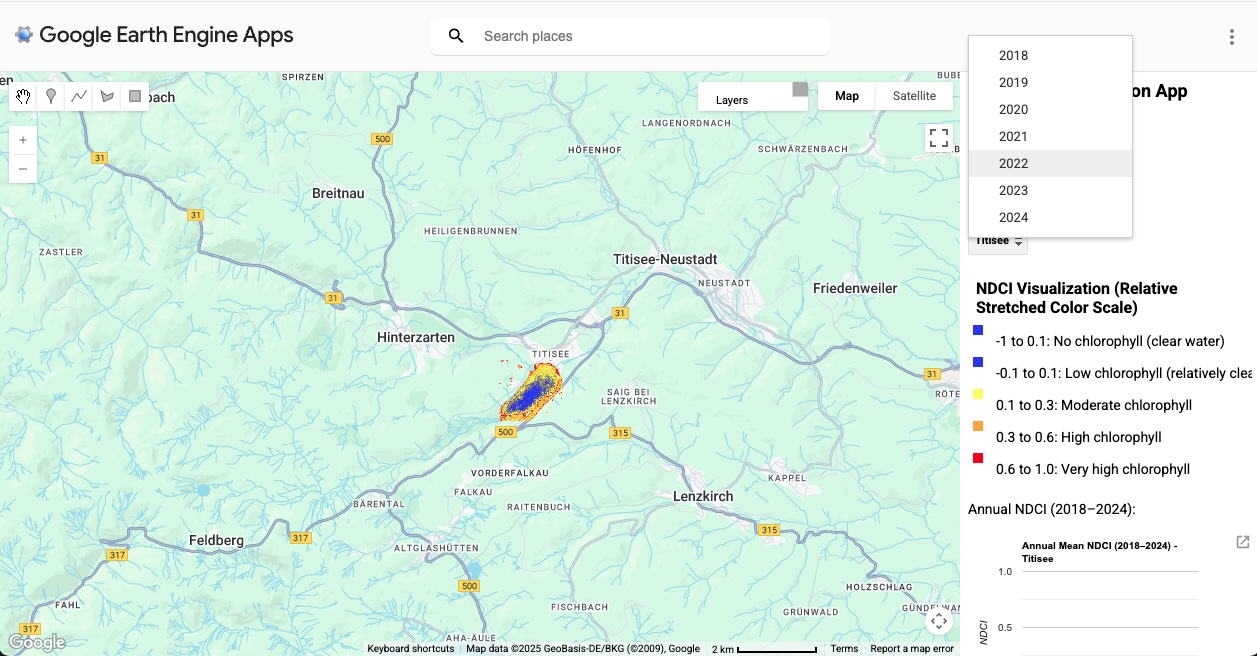 Google Earth Engine Apps
Search places
2018
2019
2020
2021
2022
2023
2024
on App
Titisee
NDCI Visualization (Relative
Stretched Color Scale)
-1 to 0.1: No chlorophyll (clear water)
-0.1 to 0.1: Low chlorophyll (relatively clea
0.1 to 0.3: Moderate chlorophyll
0.3 to 0.6: High chlorophyll
0.6 to 1.0: Very high chlorophyll
Annual NDCI (2018–2024):
Annual Mean NDCI (2018–2024) -
Titisee
1.0
0.5
NDCI
Layers
Map
Satellite
en
SPIRZEN
BUBE
bach
LANGENORDNACH
500
HÖFENHOF
SCHWÄRZENBACH
B
31
Breitnau
31
HEILIGENBRUNNEN
ZASTLER
Titisee-Neustadt
NEUSTADT
Friedenweiler
31
31
Hinterzarten
TITISEE
31
RÖTE
SAIG BEI
LENZKIRCH
500
315
VORDERFALKAU
KAPPEL
FALKAU
Lenzkirch
BÄRENTAL
RAITENBUCH
315
Feldberg
317
317
ALTGLASHÜTTEN
500
HOLZSCHLAG
FAHL
FISCHBACH
GRÜNWALD
GÜNDELWAN
317
AHA-ÄULE
Google
Keyboard shortcuts
Map data ©2025 GeoBasis-DE/BKG (©2009), Google
2 km
Terms
Report a map error